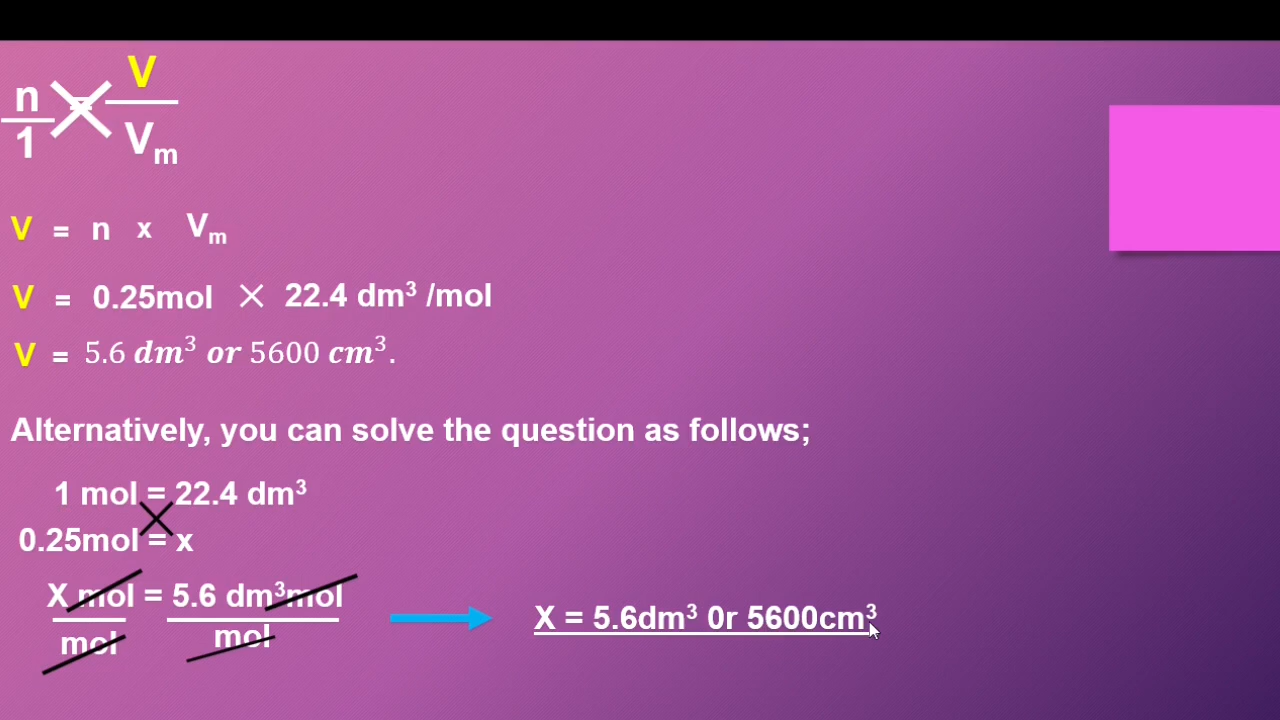 n/1 = V/Vₘ
V = n x Vₘ
V = 0.25mol × 22.4 dm³ /mol
V = 5.6 dm³ or 5600 cm³.
Alternatively, you can solve the question as follows;
1 mol = 22.4 dm³
0.25mol = x
X mol = 5.6 dm³mol
mol mol
X = 5.6dm³ 0r 5600cm³